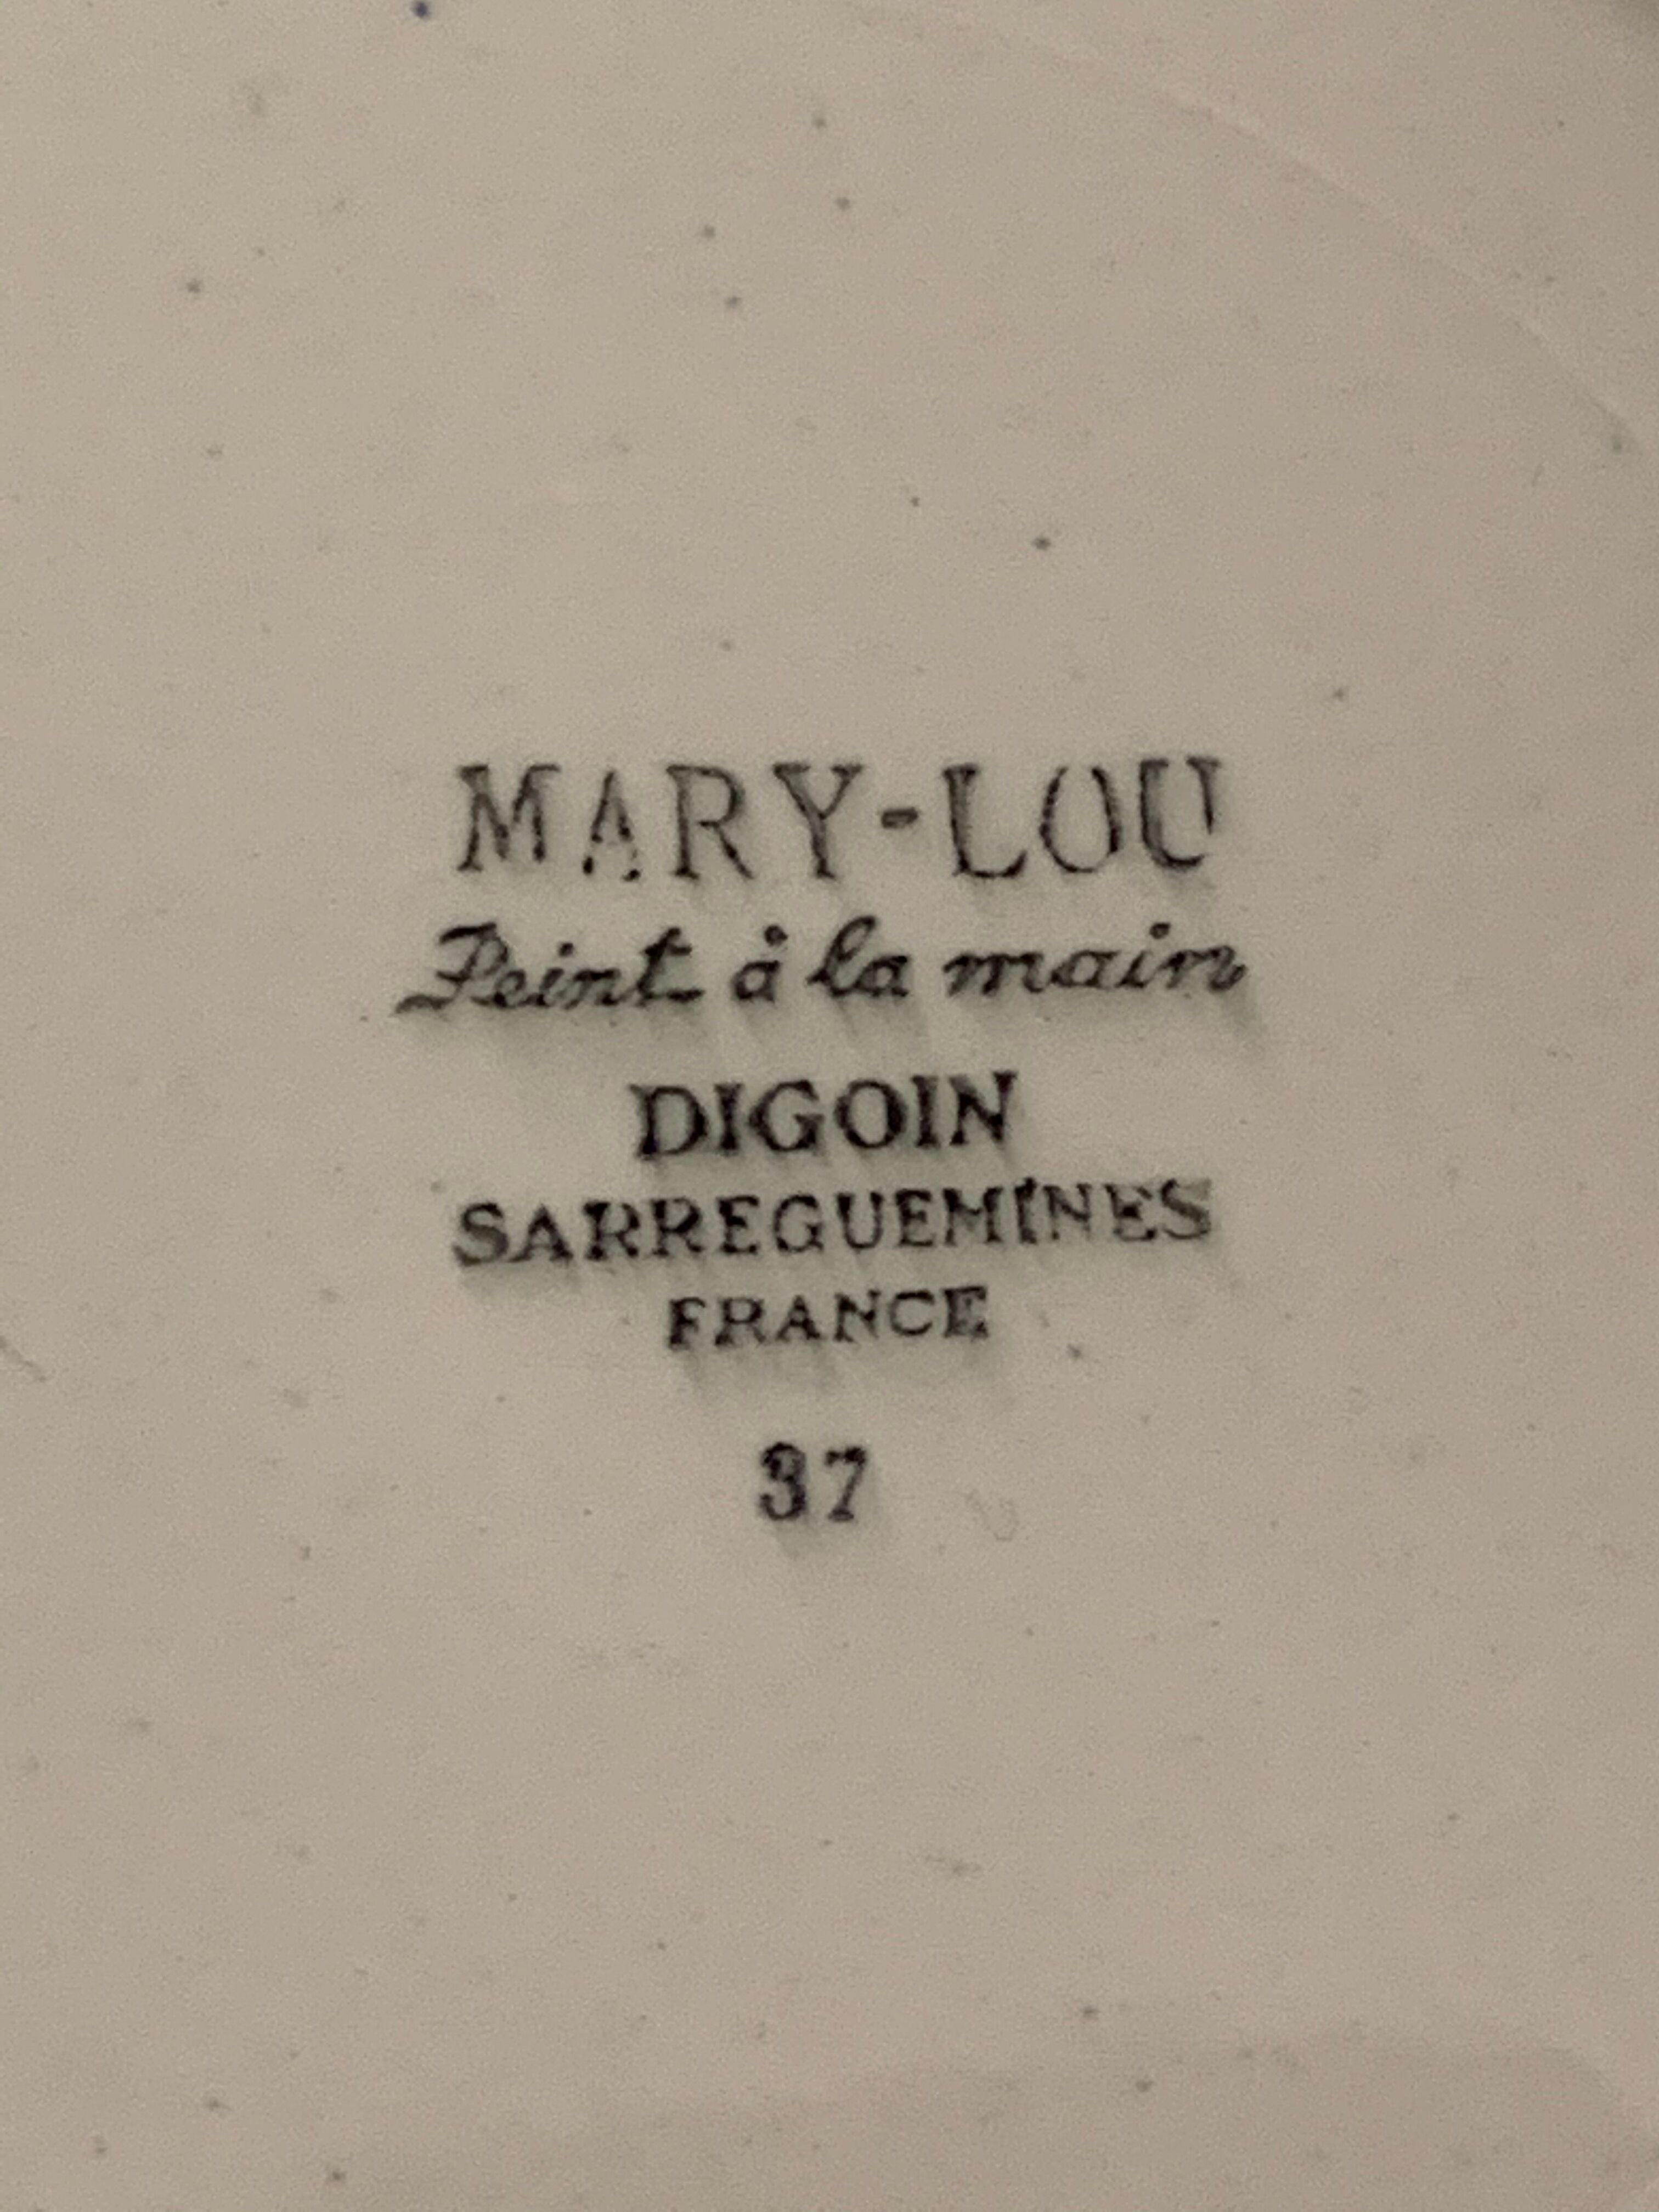 MARY-LOU
Peint à la main
DIGOIN
SARREGUEMINES
FRANCE
37